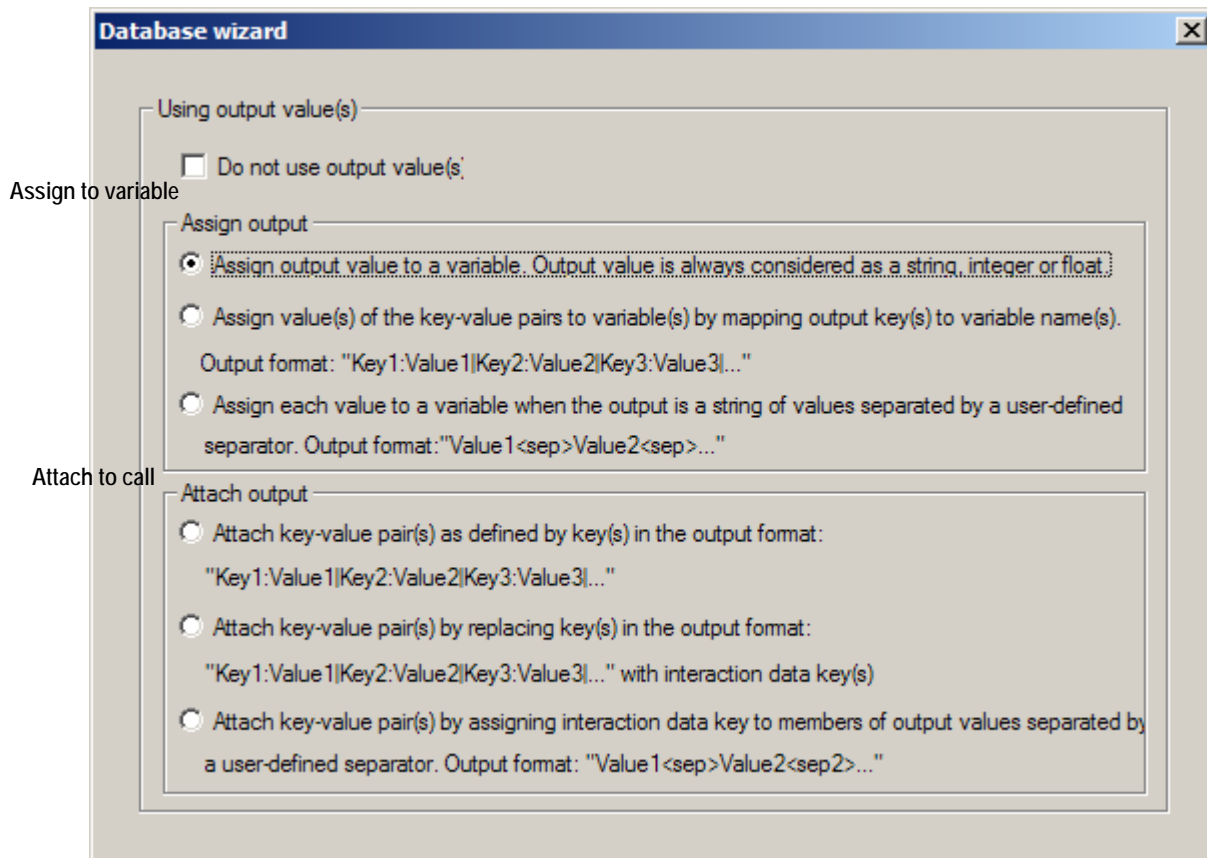 Database wizard
Using output value(s)
Do not use output value(s)
Assign to variable
Assign output
Assign output value to a variable. Output value is always considered as a string, integer or float.
Assign value(s) of the key-value pairs to variable(s) by mapping output key(s) to variable name(s).
Output format: "Key1:Value1|Key2:Value2|Key3:Value3|..."
Assign each value to a variable when the output is a string of values separated by a user-defined
separator. Output format:"Value1<sep>Value2<sep>..."
Attach to call
Attach output
Attach key-value pair(s) as defined by key(s) in the output format:
"Key1:Value1|Key2:Value2|Key3:Value3|..."
Attach key-value pair(s) by replacing key(s) in the output format:
"Key1:Value1|Key2:Value2|Key3:Value3|..." with interaction data key(s)
Attach key-value pair(s) by assigning interaction data key to members of output values separated by
a user-defined separator. Output format: "Value1<sep>Value2<sep2>..."